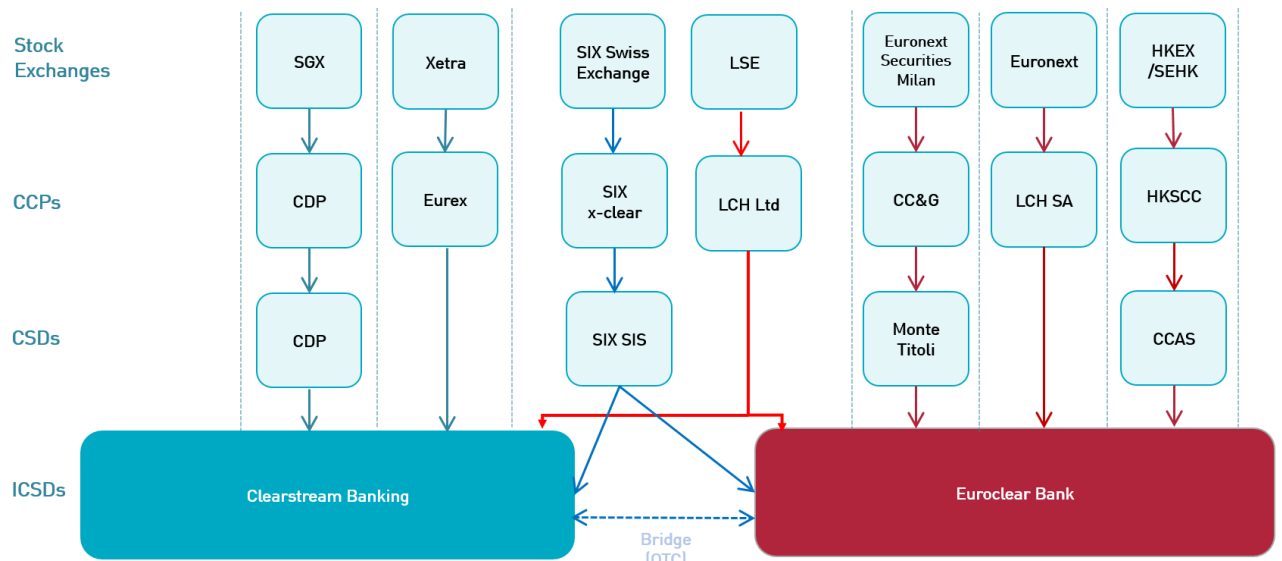 Stock
Exchanges
SGX
Xetra
SIX Swiss
Exchange
LSE
Euronext
Securities
Milan
Euronext
HKEX
/SEHK
CCPs
CDP
Eurex
SIX
x-clear
LCH Ltd
CC&G
LCH SA
HKSCC
CSDs
CDP
SIX SIS
Monte
Titoli
CCAS
ICSDs
Clearstream Banking
Euroclear Bank
Bridge
(OTC)